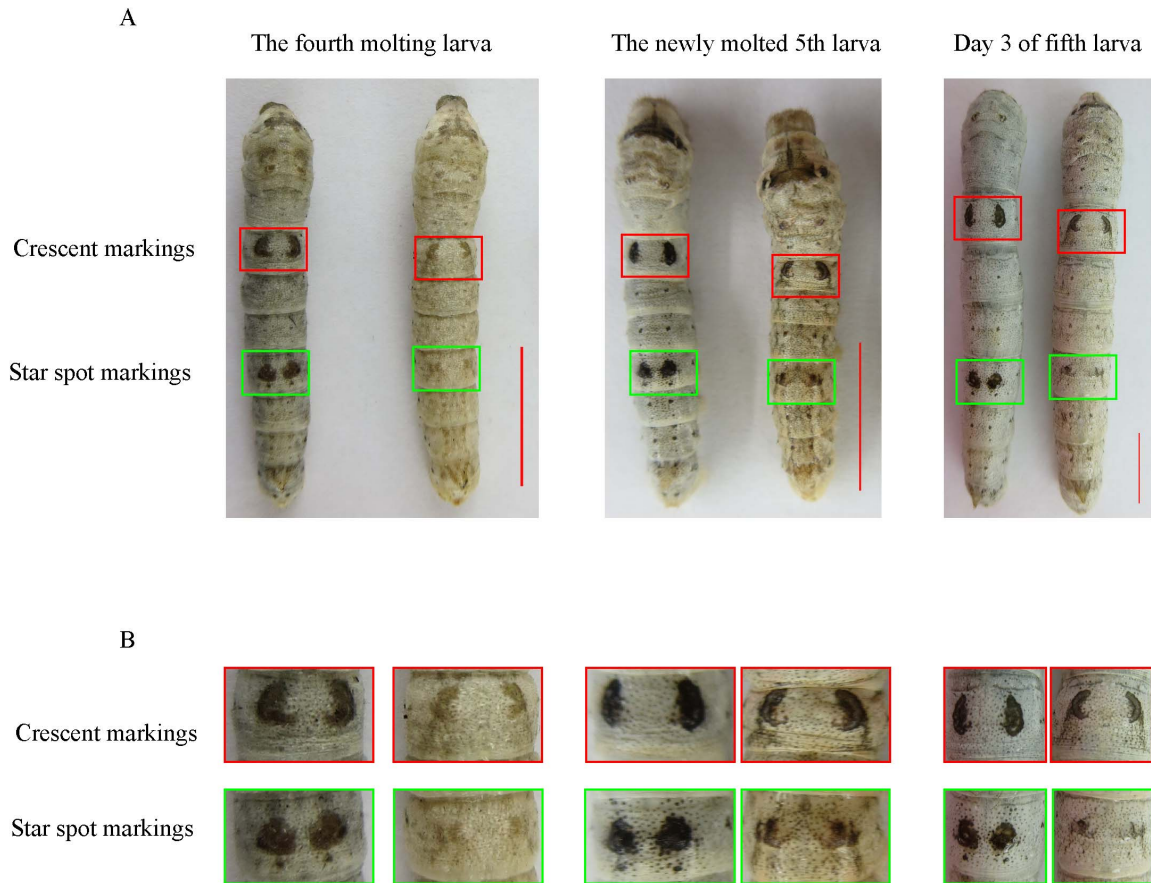 A
The fourth molting larva
The newly molted 5th larva
Day 3 of fifth larva
Crescent markings
Star spot markings
B
Crescent markings
Star spot markings